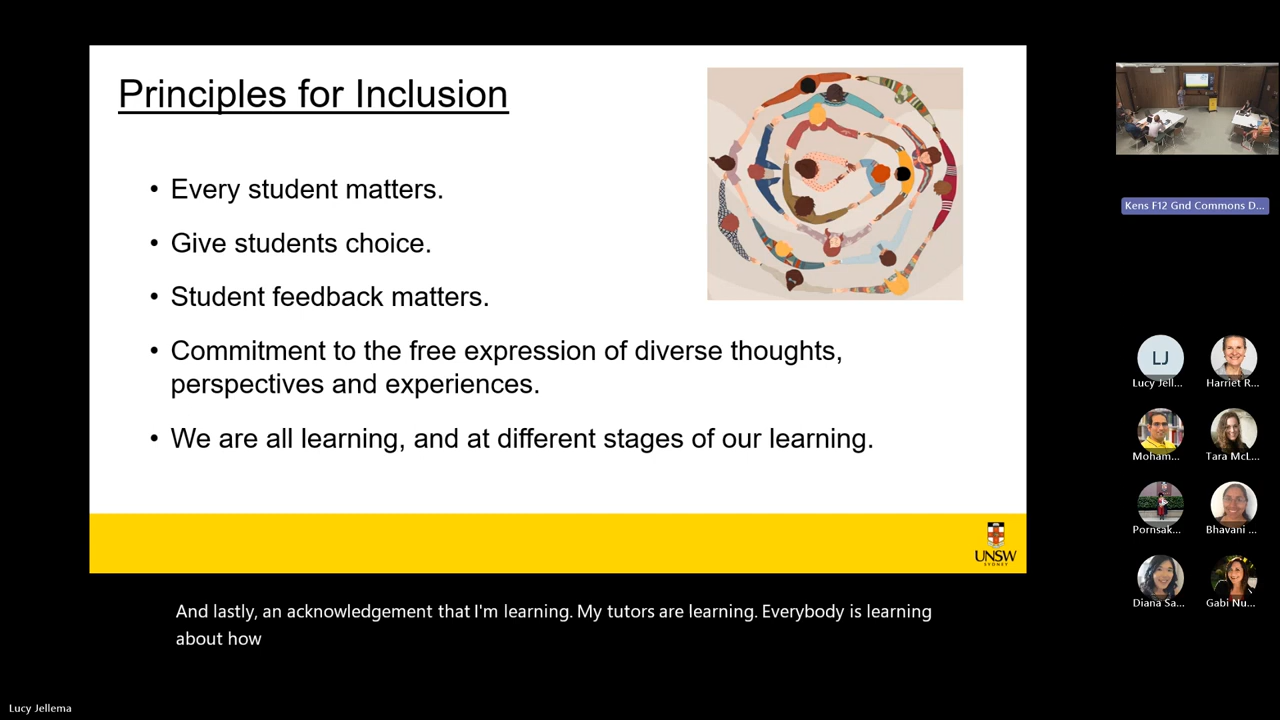 Principles for Inclusion
• Every student matters.
• Give students choice.
• Student feedback matters.
• Commitment to the free expression of diverse thoughts,
perspectives and experiences.
• We are all learning, and at different stages of our learning.
UNSW
SYDNEY
And lastly, an acknowledgement that I'm learning. My tutors are learning. Everybody is learning
about how
Lucy Jellema
Kens F12 Gnd Commons D...
Lucy Jell...
Harriet R...
Moham...
Tara McL...
Pornsak...
Bhavani ...
Diana Sa...
Gabi Nu...
LJ